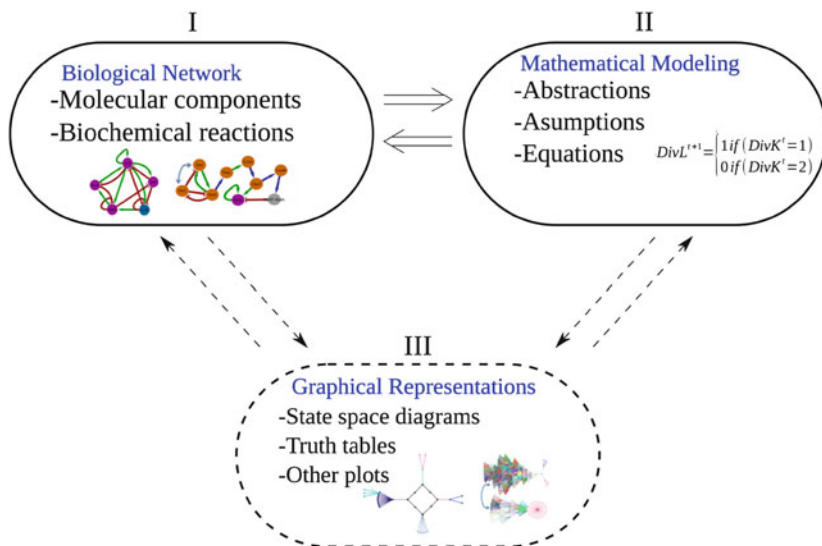 I
Biological Network
-Molecular components
-Biochemical reactions
II
Mathematical Modeling
-Abstractions
-Asumptions
-Equations
DivL^{t+1}={1 if (DivK^t=1)
0 if (DivK^t=2)
III
Graphical Representations
-State space diagrams
-Truth tables
-Other plots